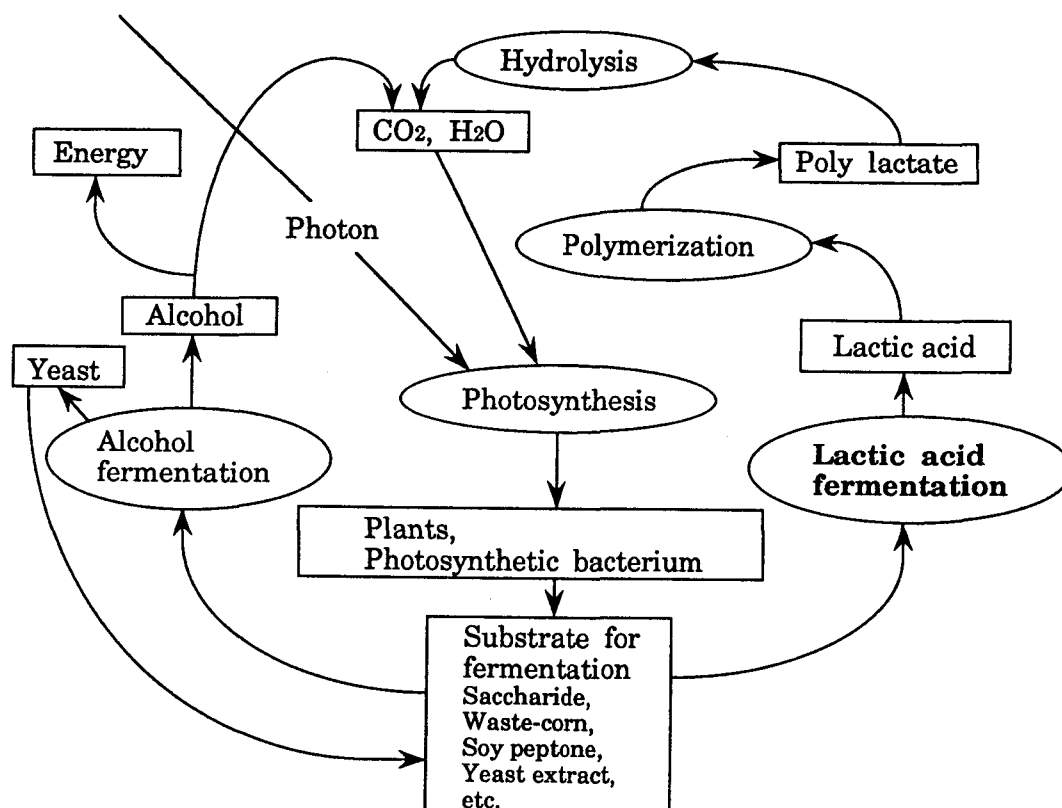 Hydrolysis
CO2, H2O
Energy
Poly lactate
Photon
Polymerization
Alcohol
Lactic acid
Yeast
Photosynthesis
Alcohol
fermentation
Lactic acid
fermentation
Plants,
Photosynthetic bacterium
Substrate for
fermentation
Saccharide,
Waste-corn,
Soy peptone,
Yeast extract,
etc.